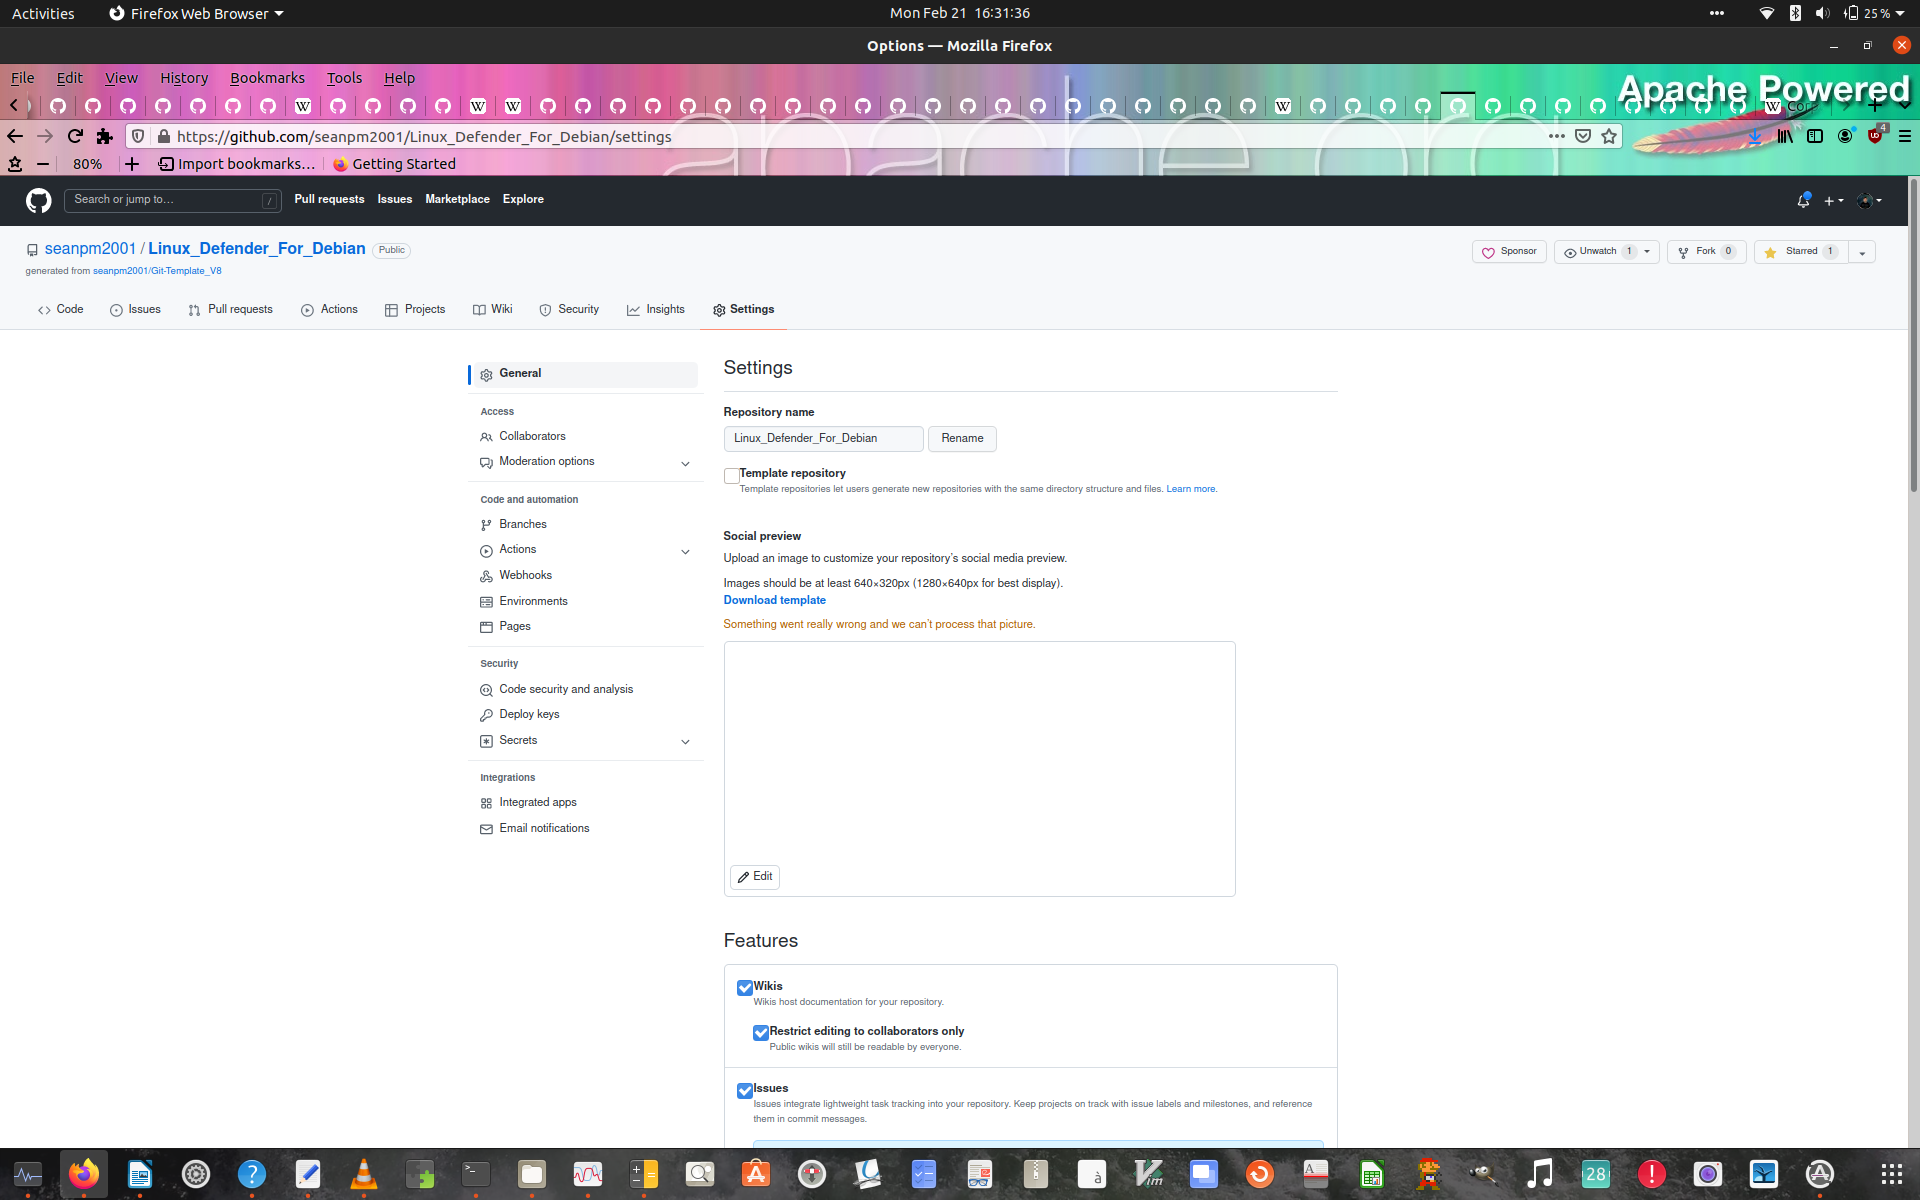 Activities
Firefox Web Browser
Mon Feb 21 16:31:36
25 %
Options — Mozilla Firefox
File Edit View History Bookmarks Tools Help
Apache Powered
https://github.com/seanpm2001/Linux_Defender_For_Debian/settings
4
80%
Import bookmarks...
Getting Started
Search or jump to...
/
Pull requests
Issues
Marketplace
Explore
seanpm2001 / Linux_Defender_For_Debian
Public
generated from seanpm2001/Git-Template_V8
Sponsor
Unwatch 1
Fork 0
Starred 1
Code
Issues
Pull requests
Actions
Projects
Wiki
Security
Insights
Settings
General
Access
Collaborators
Moderation options
Code and automation
Branches
Actions
Webhooks
Environments
Pages
Security
Code security and analysis
Deploy keys
Secrets
Integrations
Integrated apps
Email notifications
Settings
Repository name
Linux_Defender_For_Debian
Rename
Template repository
Template repositories let users generate new repositories with the same directory structure and files. Learn more.
Social preview
Upload an image to customize your repository's social media preview.
Images should be at least 640×320px (1280×640px for best display).
Download template
Something went really wrong and we can't process that picture.
Edit
Features
Wikis
Wikis host documentation for your repository.
Restrict editing to collaborators only
Public wikis will still be readable by everyone.
Issues
Issues integrate lightweight task tracking into your repository. Keep projects on track with issue labels and milestones, and reference
them in commit messages.
28